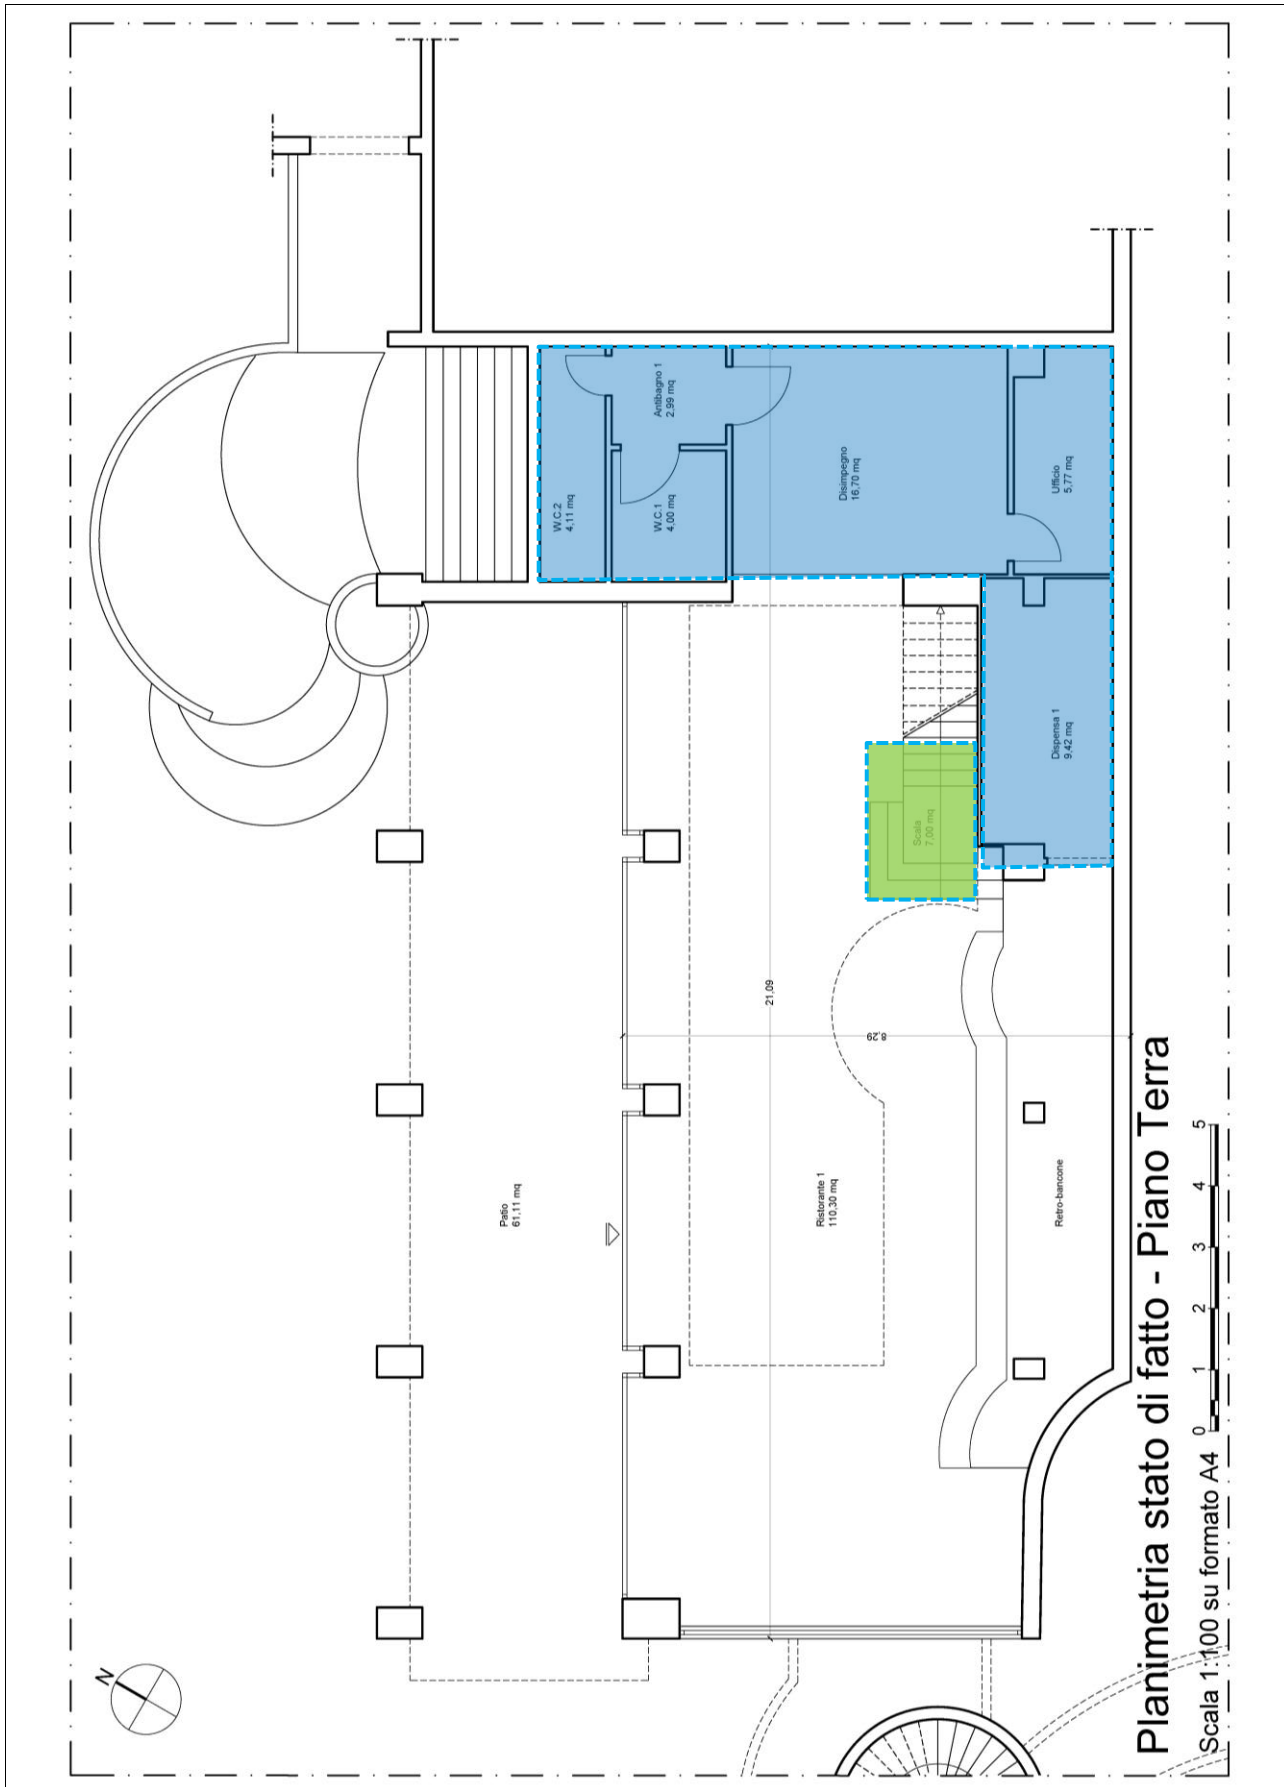 W.C.2
4,11 mq
Antibagno 1
2,99 mq
W.C.1
4,00 mq
Disimpegno
16,70 mq
Ufficio
5,77 mq
Dispensa 1
9,42 mq
Scala
7,00 mq
21,09
8,29
Patio
61,11 mq
Ristorante 1
110,30 mq
Retro-bancone
N
Planimetria stato di fatto - Piano Terra
Scala 1:100 su formato A4
0 1 2 3 4 5